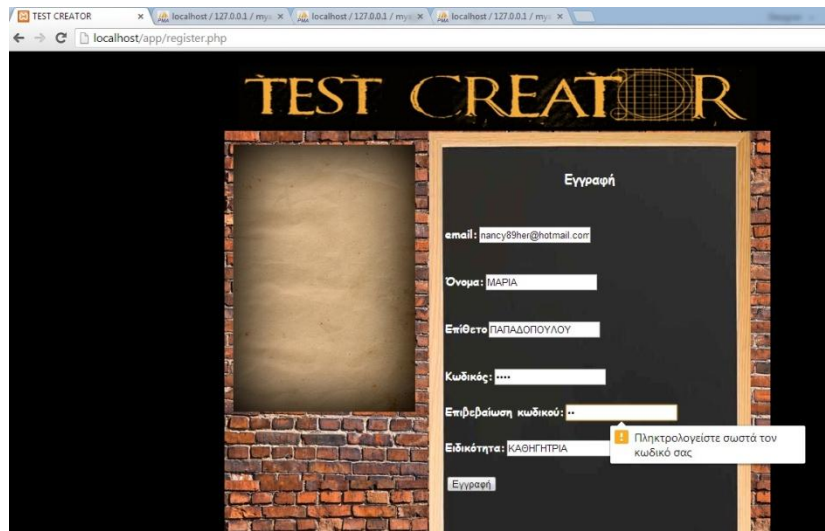 TEST CREATOR
localhost / 127.0.0.1 / mys
localhost / 127.0.0.1 / mys
localhost / 127.0.0.1 / mys
localhost/app/register.php
TEST CREATOR
Εγγραφή
email: nancy89her@hotmail.com
Όνομα: ΜΑΡΙΑ
Επίθετο ΠΑΠΑΔΟΠΟΥΛΟΥ
Κωδικός: ••••
Επιβεβαίωση κωδικού: ••
Πληκτρολογείστε σωστά τον
κωδικό σας
Ειδικότητα: ΚΑΘΗΓΗΤΡΙΑ
Εγγραφή